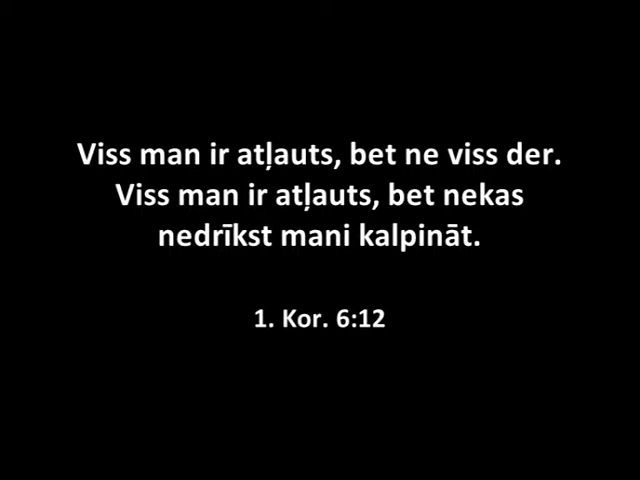 Viss man ir atļauts, bet ne viss der.
Viss man ir atļauts, bet nekas
nedrīkst mani kalpināt.
1. Kor. 6:12